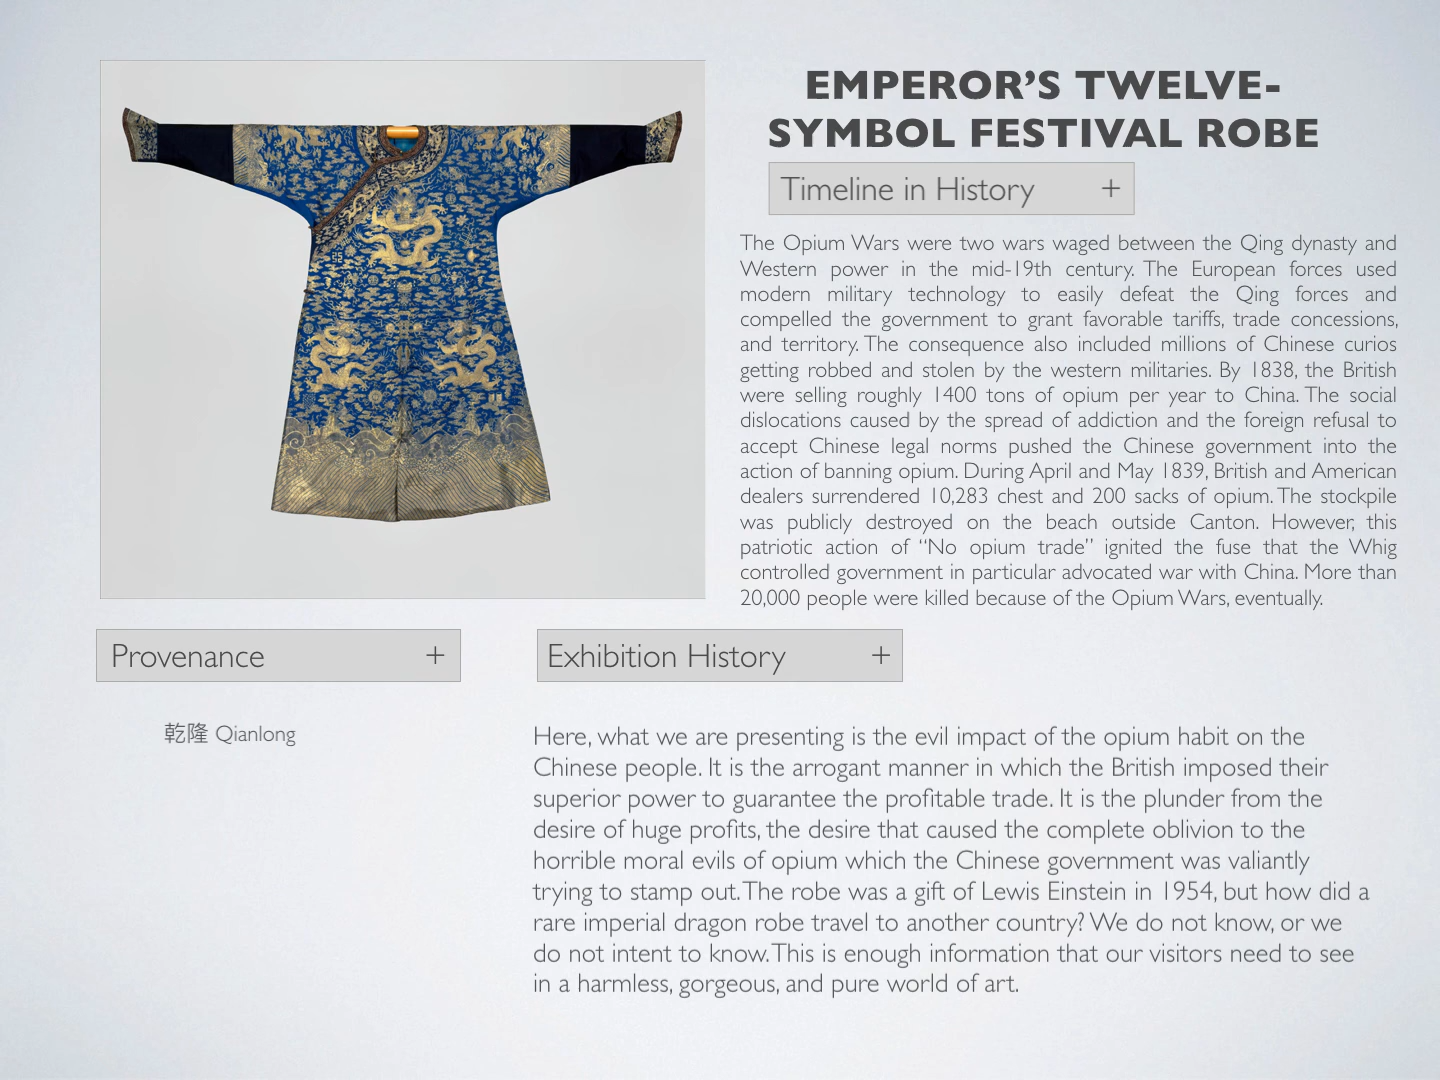 EMPEROR’S TWELVE-
SYMBOL FESTIVAL ROBE
Timeline in History +
The Opium Wars were two wars waged between the Qing dynasty and
Western power in the mid-19th century. The European forces used
modern military technology to easily defeat the Qing forces and
compelled the government to grant favorable tariffs, trade concessions,
and territory. The consequence also included millions of Chinese curios
getting robbed and stolen by the western militaries. By 1838, the British
were selling roughly 1400 tons of opium per year to China. The social
dislocations caused by the spread of addiction and the foreign refusal to
accept Chinese legal norms pushed the Chinese government into the
action of banning opium. During April and May 1839, British and American
dealers surrendered 10,283 chest and 200 sacks of opium. The stockpile
was publicly destroyed on the beach outside Canton. However, this
patriotic action of “No opium trade” ignited the fuse that the Whig
controlled government in particular advocated war with China. More than
20,000 people were killed because of the Opium Wars, eventually.
Provenance +
乾隆 Qianlong
Exhibition History +
Here, what we are presenting is the evil impact of the opium habit on the
Chinese people. It is the arrogant manner in which the British imposed their
superior power to guarantee the profitable trade. It is the plunder from the
desire of huge profits, the desire that caused the complete oblivion to the
horrible moral evils of opium which the Chinese government was valiantly
trying to stamp out. The robe was a gift of Lewis Einstein in 1954, but how did a
rare imperial dragon robe travel to another country? We do not know, or we
do not intent to know. This is enough information that our visitors need to see
in a harmless, gorgeous, and pure world of art.